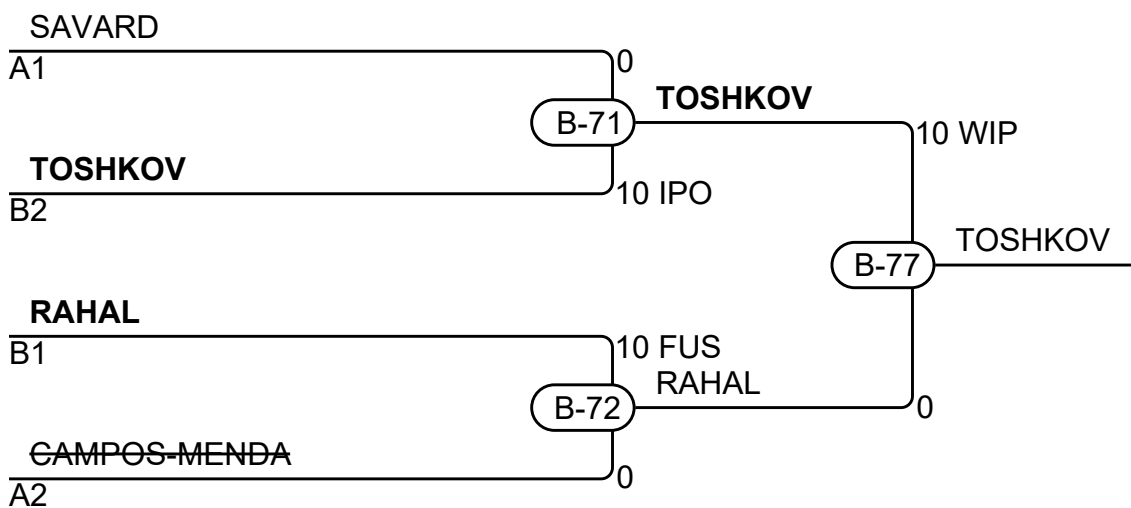 SAVARD
A1
0
B-71
TOSHKOV
10 WIP
TOSHKOV
B2
10 IPO
B-77
TOSHKOV
RAHAL
B1
10 FUS
RAHAL
B-72
0
CAMPOS-MENDA
A2
0